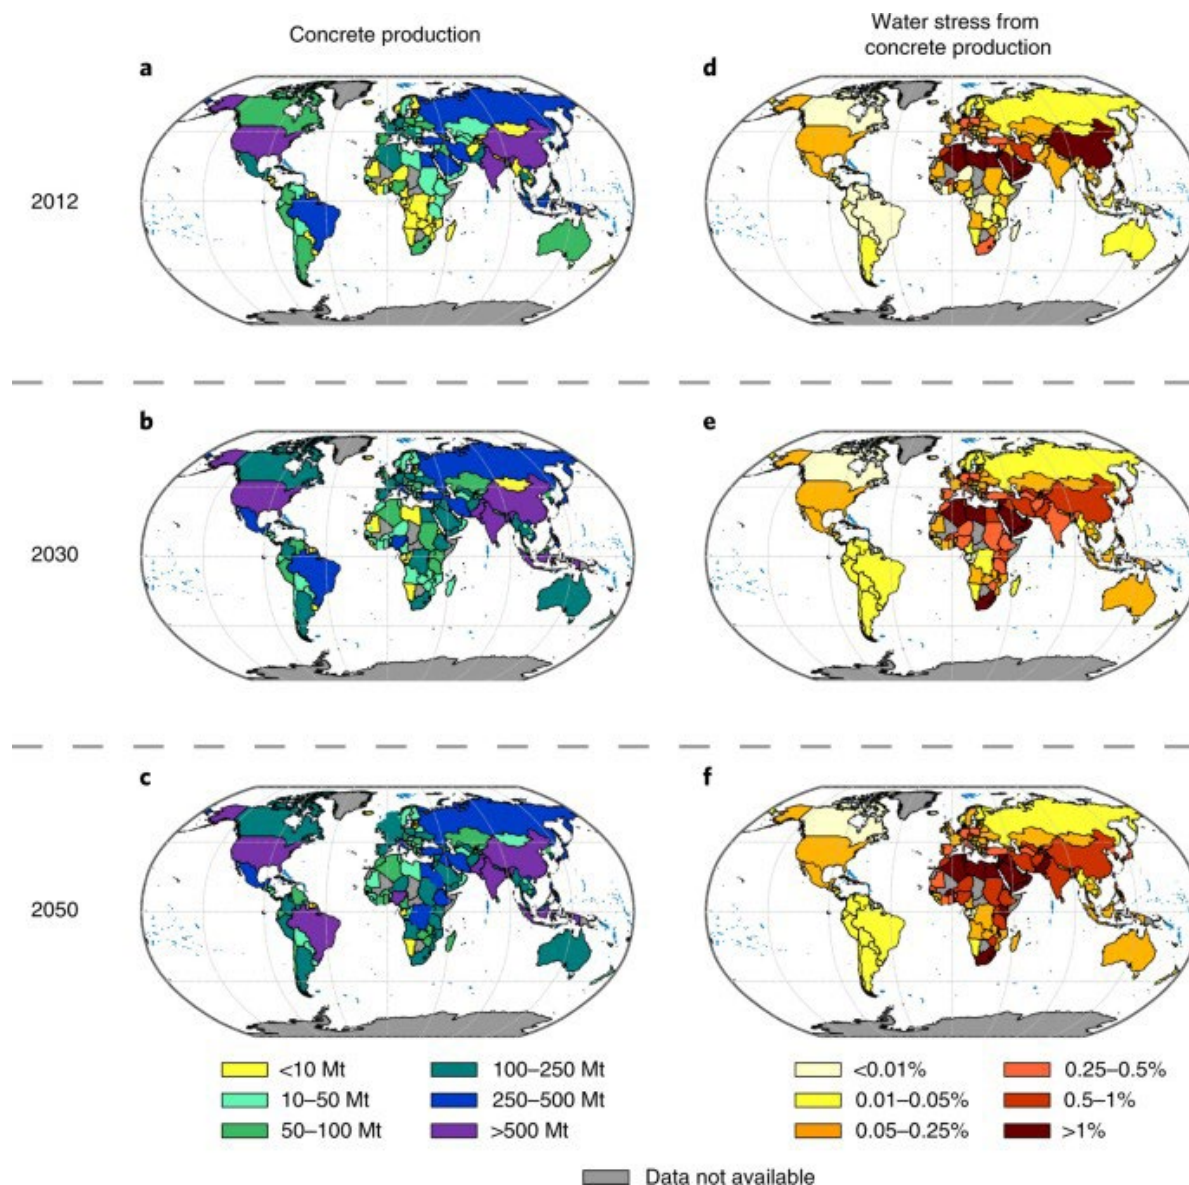 Concrete production
Water stress from
concrete production
a
d
2012
b
e
2030
c
f
2050
<10 Mt
100–250 Mt
<0.01%
0.25–0.5%
10–50 Mt
250–500 Mt
0.01–0.05%
0.5–1%
50–100 Mt
>500 Mt
0.05–0.25%
>1%
Data not available